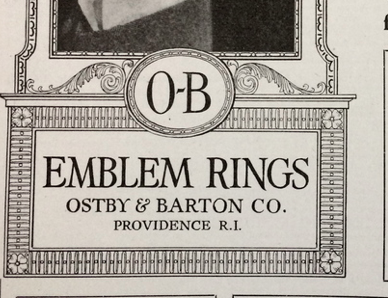 O-B
EMBLEM RINGS
OSTBY & BARTON CO.
PROVIDENCE R.I.